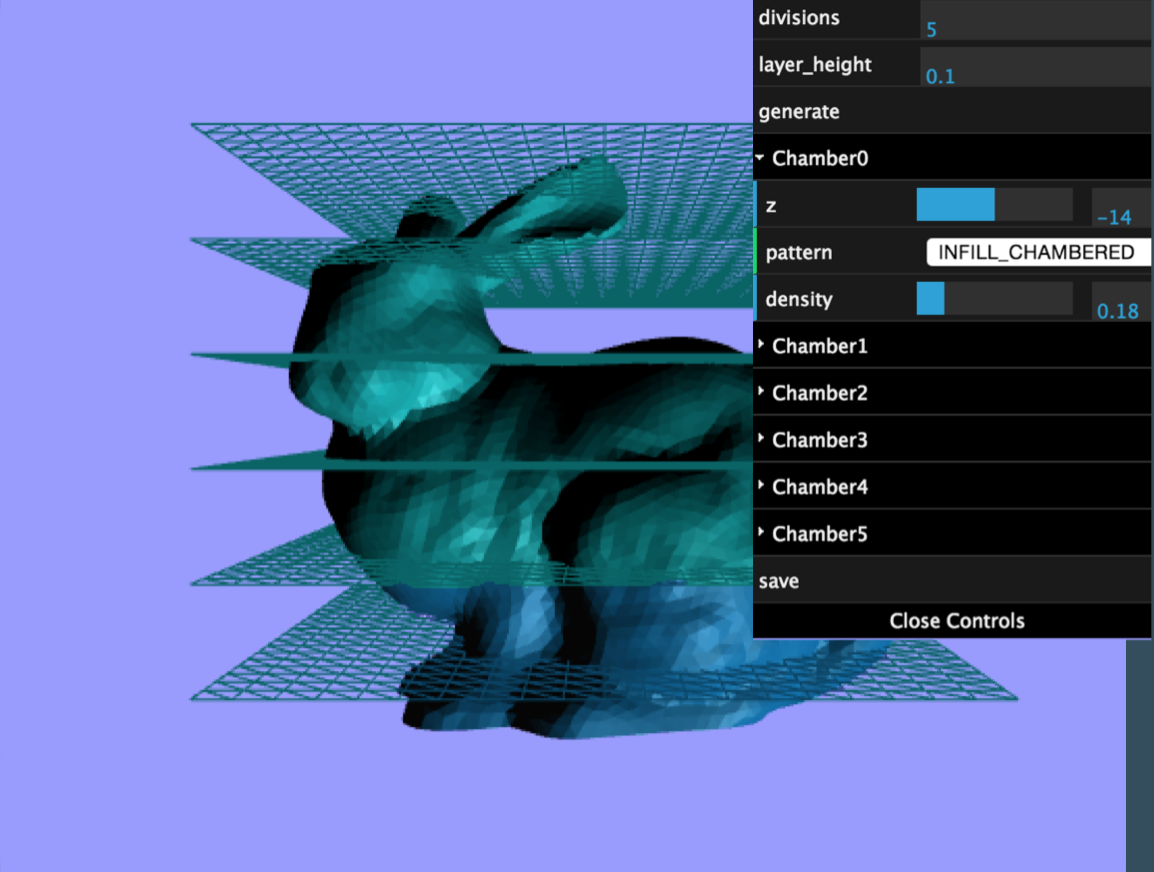 divisions 5
layer_height 0.1
generate
Chamber0
z -14
pattern INFILL_CHAMBERED
density 0.18
Chamber1
Chamber2
Chamber3
Chamber4
Chamber5
save
Close Controls